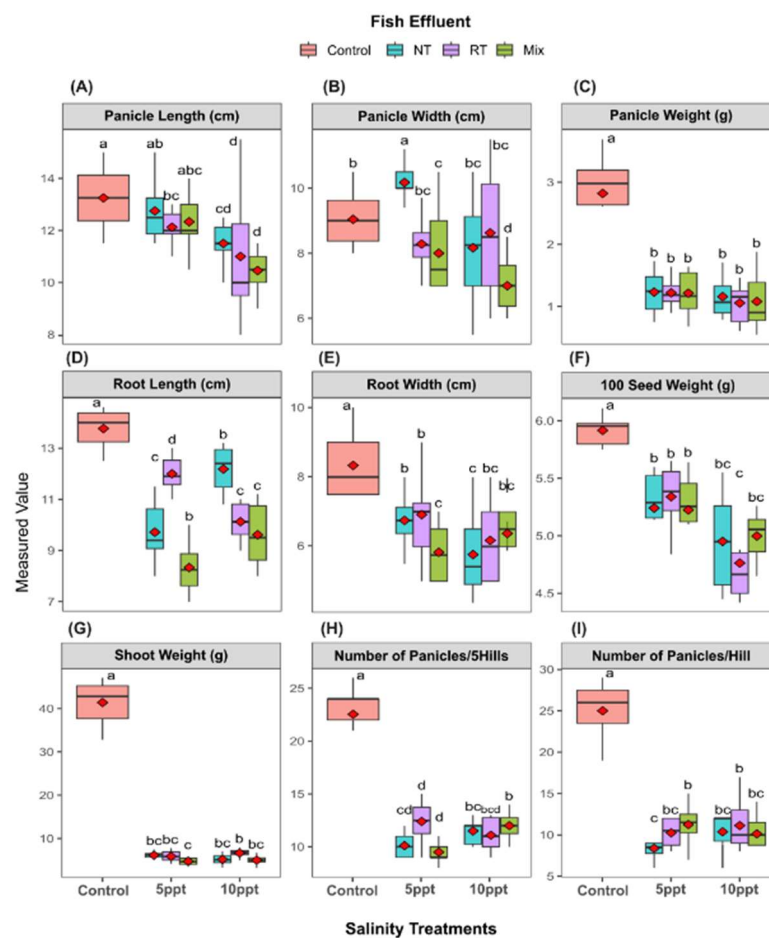 Fish Effluent
Control NT RT Mix
(A) (B) (C)
Panicle Length (cm) Panicle Width (cm) Panicle Weight (g)
a ab bc abc cd d d
b a bc c bc bc d
a b b b b b b
14 12 10 8
10 8 6
3 2 1
(D) (E) (F)
Root Length (cm) Root Width (cm) 100 Seed Weight (g)
a c d b b c c
a b b c c bc bc
a b b b bc c b
13 11 9 7
10 8 6
6.0 5.5 5.0 4.5
(G) (H) (I)
Shoot Weight (g) Number of Panicles/5Hills Number of Panicles/Hill
a bc bc c bc b bc
a cd d d bc bcd b
a c bc b bc b bc
40 30 20 10
25 20 15 10
30 25 20 15 10 5
Control 5ppt 10ppt Control 5ppt 10ppt Control 5ppt 10ppt
Measured Value
Salinity Treatments